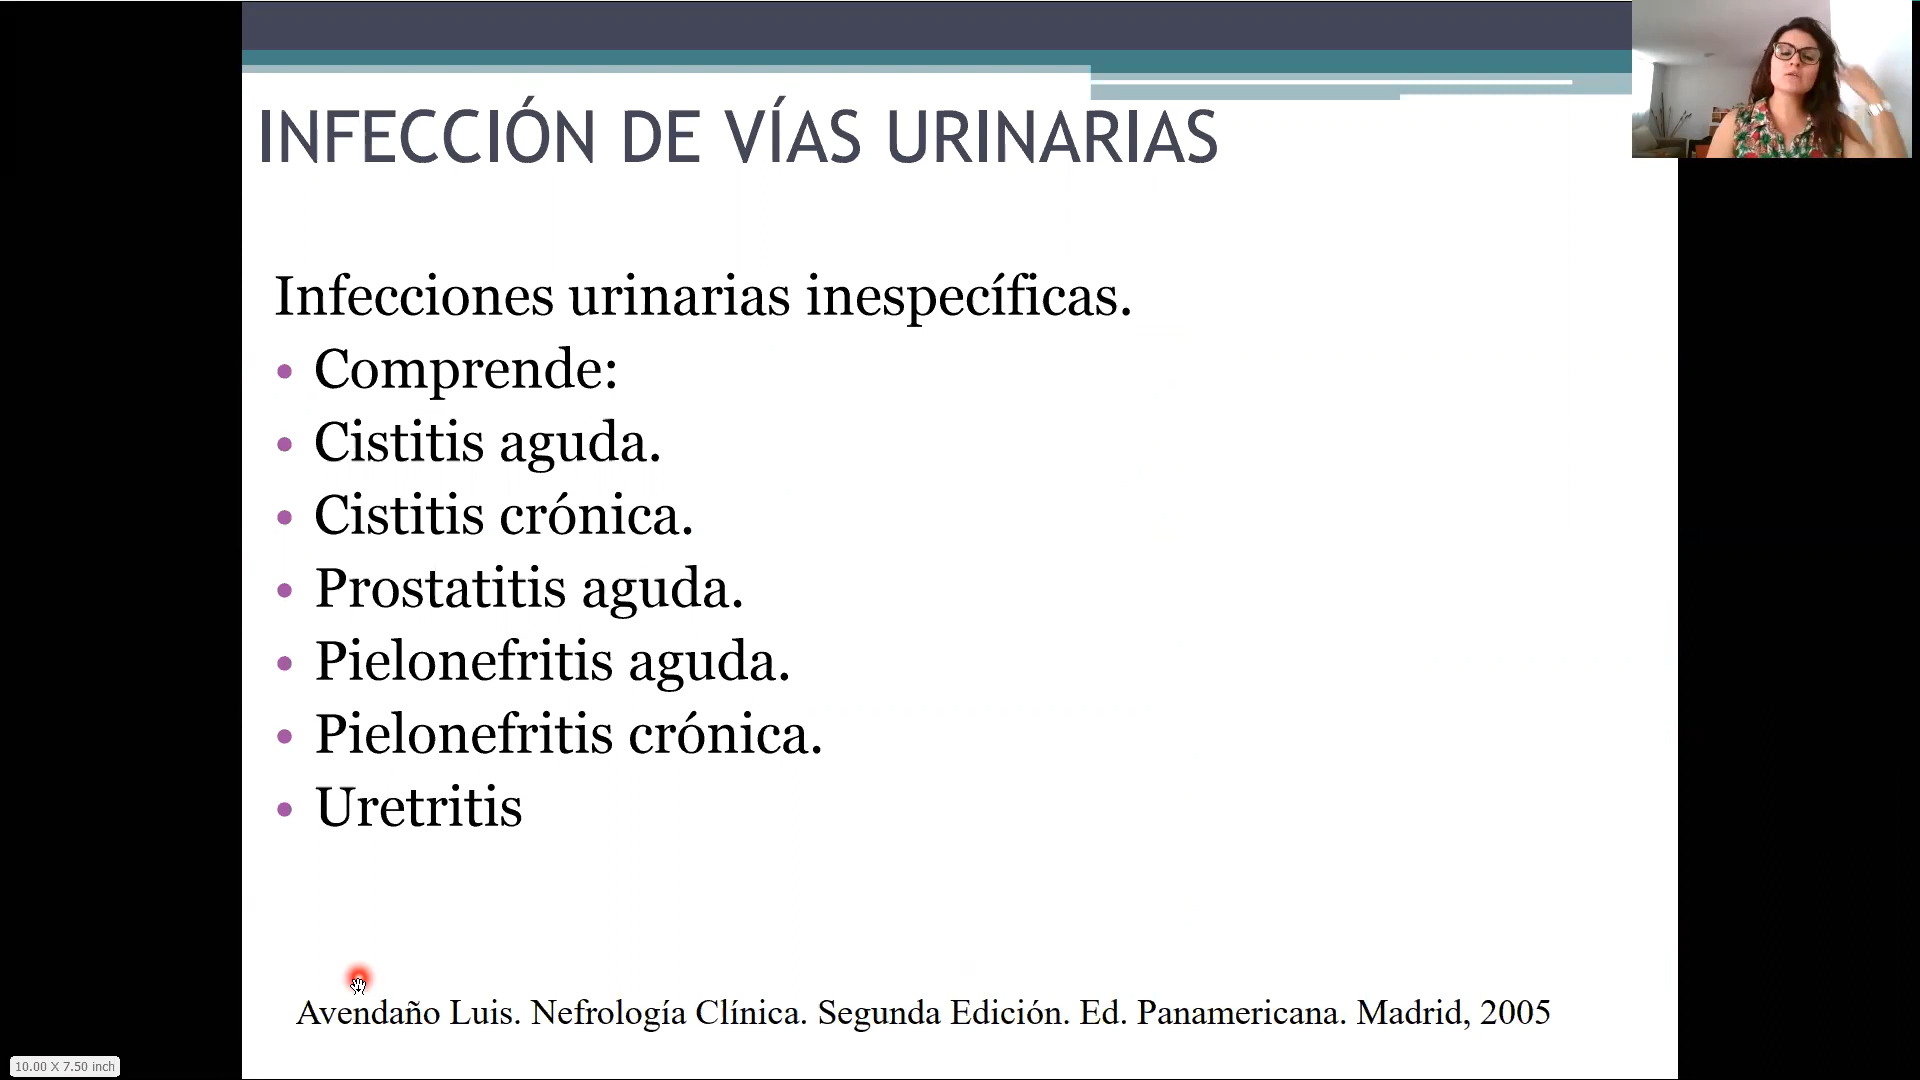 INFECCIÓN DE VÍAS URINARIAS
Infecciones urinarias inespecíficas.
• Comprende:
• Cistitis aguda.
• Cistitis crónica.
• Prostatitis aguda.
• Pielonefritis aguda.
• Pielonefritis crónica.
• Uretritis
Avendaño Luis. Nefrología Clínica. Segunda Edición. Ed. Panamericana. Madrid, 2005
10.00 X 7.50 inch